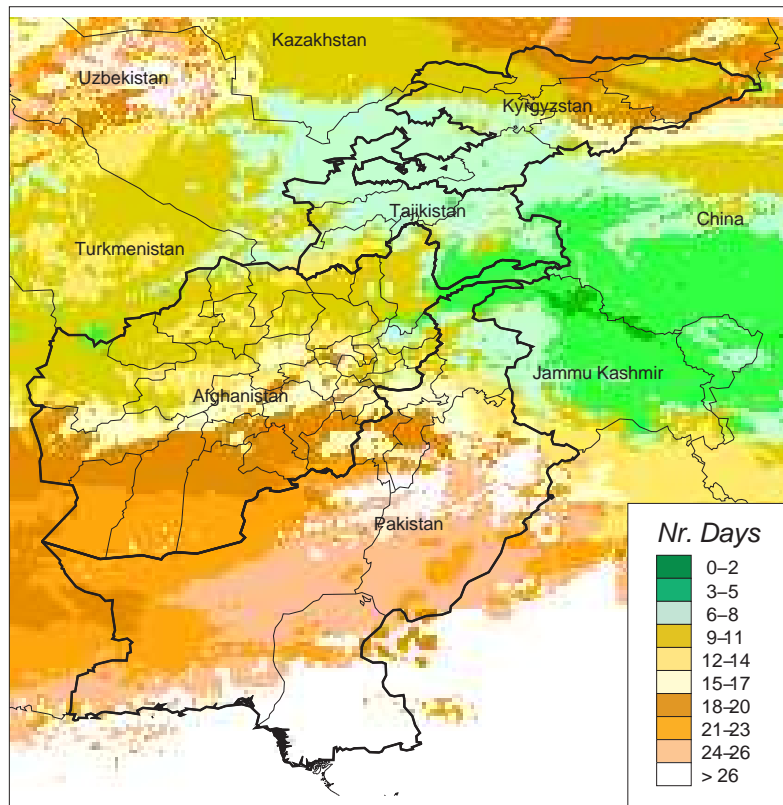 Kazakhstan
Uzbekistan
Kyrgyzstan
Tajikistan
China
Turkmenistan
Jammu Kashmir
Afghanistan
Pakistan
Nr. Days
0–2
3–5
6–8
9–11
12–14
15–17
18–20
21–23
24–26
> 26